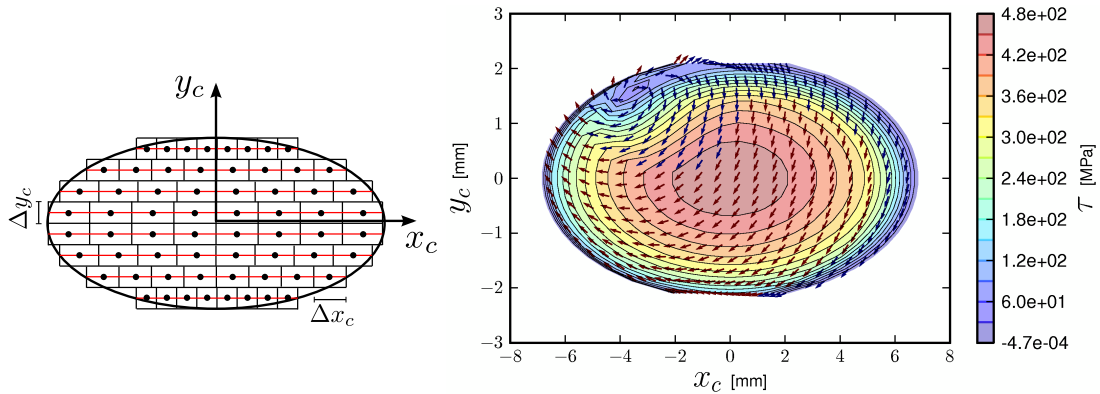 y_c
Δy_c
x_c
Δx_c
3
2
1
0
−1
−2
−3
y_c [mm]
−8 −6 −4 −2 0 2 4 6 8
x_c [mm]
4.8e+02
4.2e+02
3.6e+02
3.0e+02
2.4e+02
1.8e+02
1.2e+02
6.0e+01
-4.7e-04
τ [MPa]